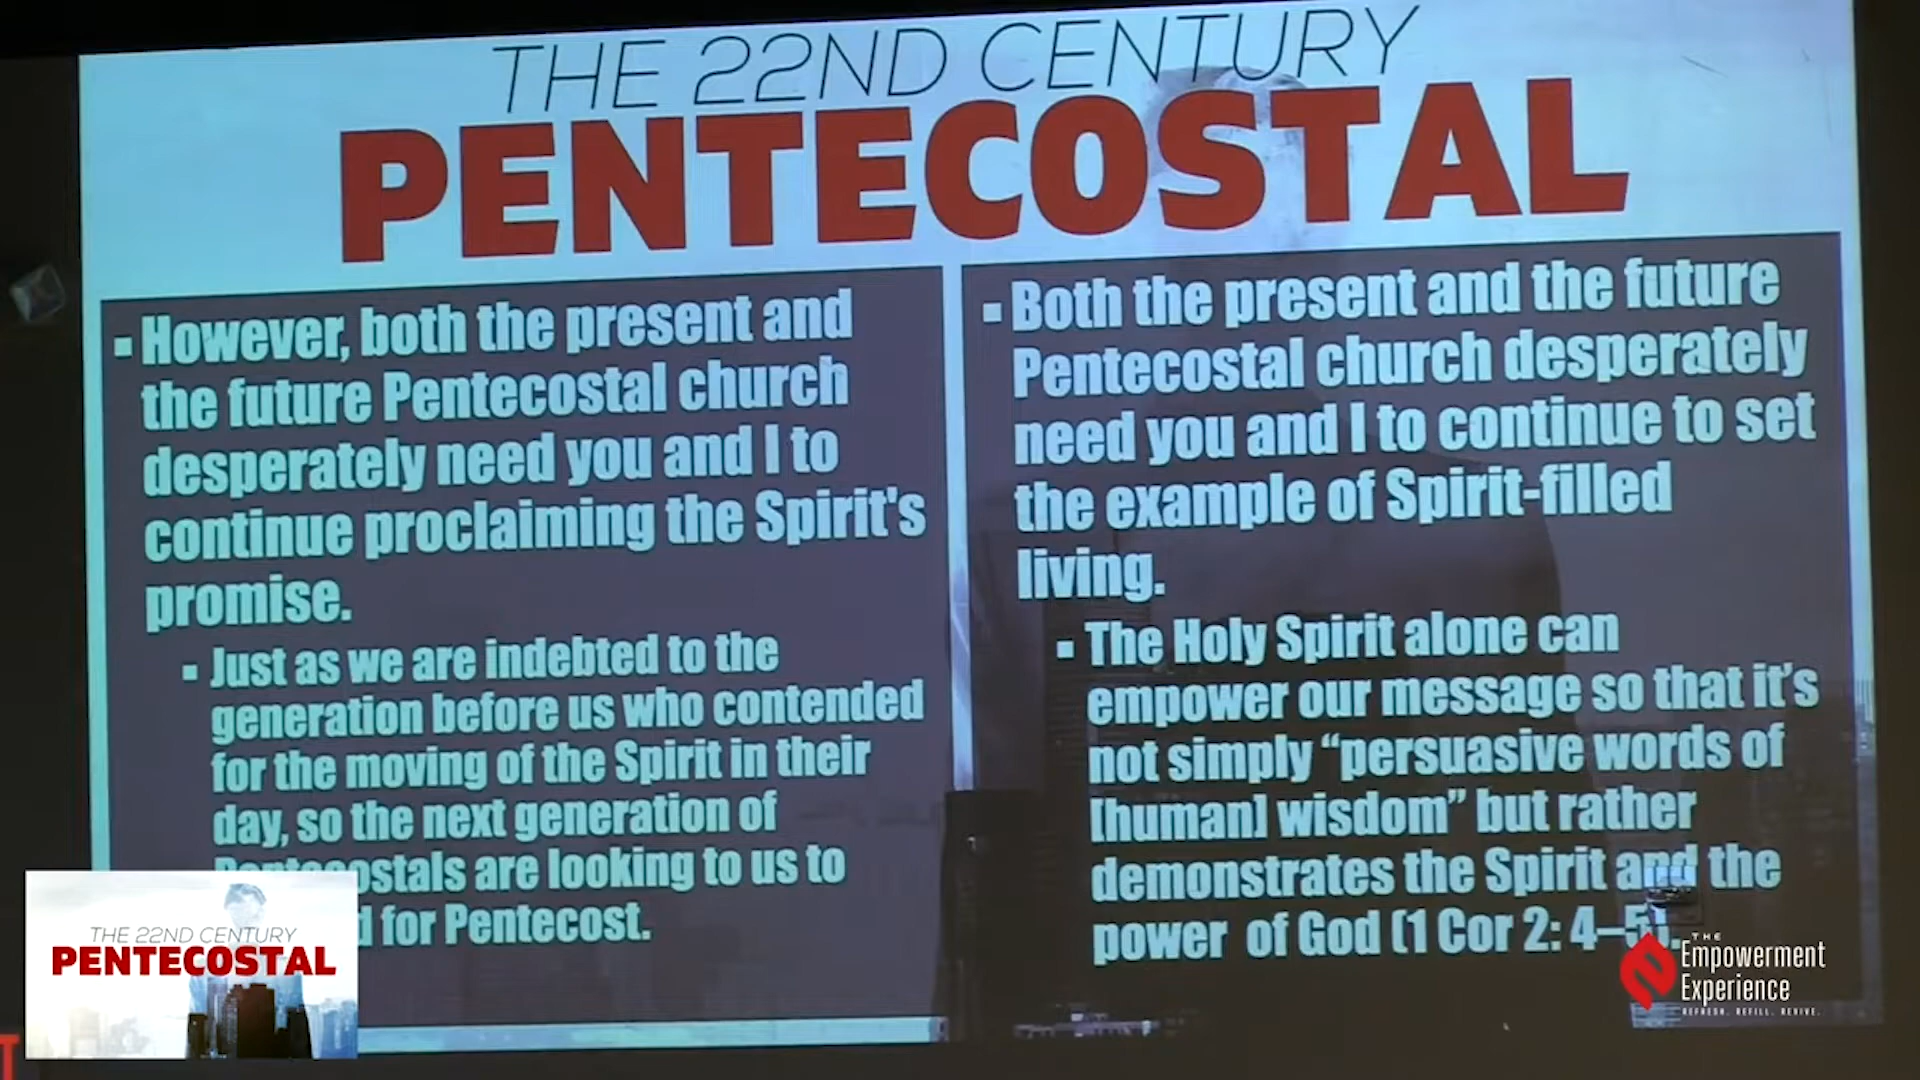 THE 22ND CENTURY
PENTECOSTAL
▪ However, both the present and
the future Pentecostal church
desperately need you and I to
continue proclaiming the Spirit's
promise.
▪ Just as we are indebted to the
generation before us who contended
for the moving of the Spirit in their
day, so the next generation of
Pentecostals are looking to us to
for Pentecost.
▪ Both the present and the future
Pentecostal church desperately
need you and I to continue to set
the example of Spirit-filled
living.
▪ The Holy Spirit alone can
empower our message so that it’s
not simply “persuasive words of
[human] wisdom” but rather
demonstrates the Spirit and the
power of God (1 Cor 2: 4–5).
THE 22ND CENTURY
PENTECOSTAL
THE
Empowerment
Experience
REFRESH. REFILL. REVIVE.